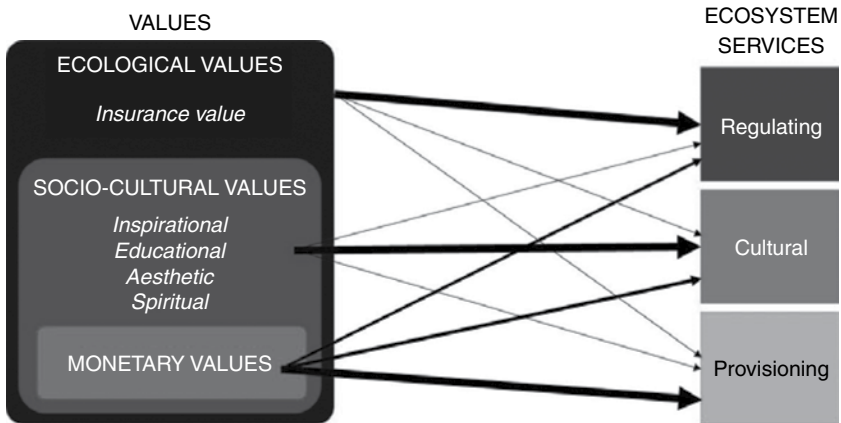 VALUES
ECOLOGICAL VALUES
Insurance value
SOCIO-CULTURAL VALUES
Inspirational
Educational
Aesthetic
Spiritual
MONETARY VALUES
ECOSYSTEM
SERVICES
Regulating
Cultural
Provisioning